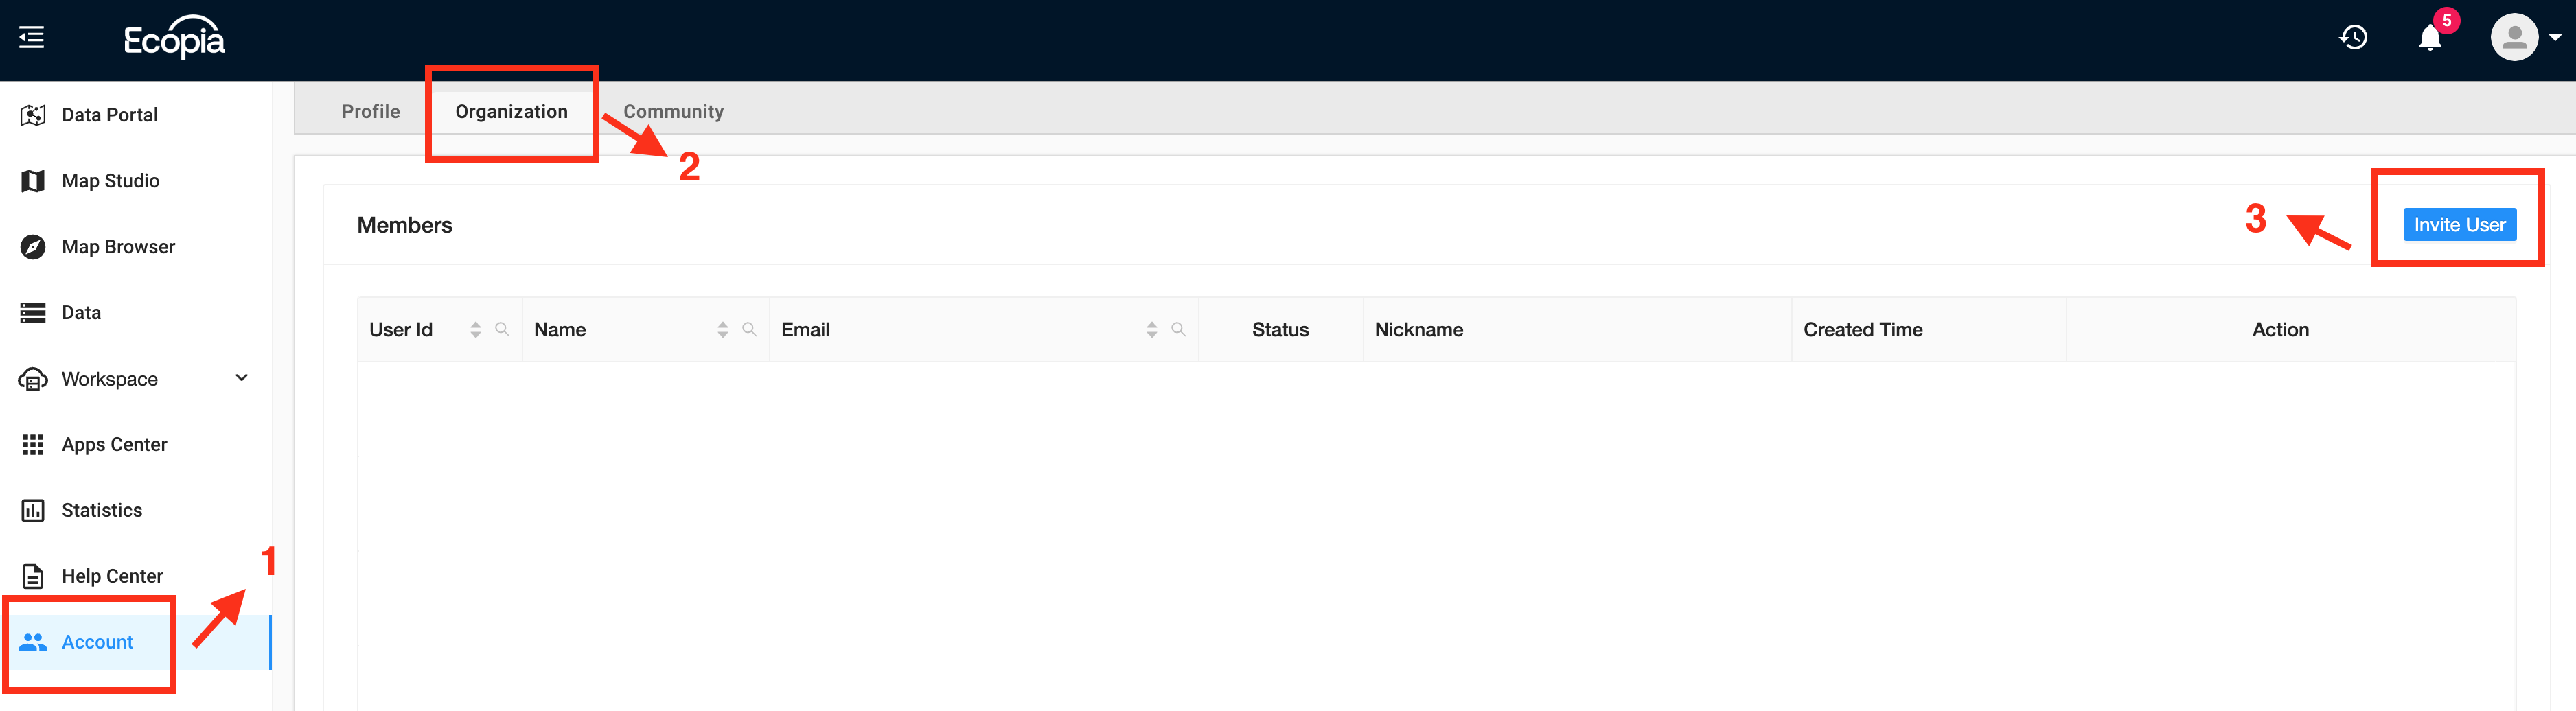 Ecopia
5
Data Portal
Map Studio
Map Browser
Data
Workspace
Apps Center
Statistics
Help Center
Account
1
Profile
Organization
Community
2
Members
3
Invite User
User Id
Name
Email
Status
Nickname
Created Time
Action